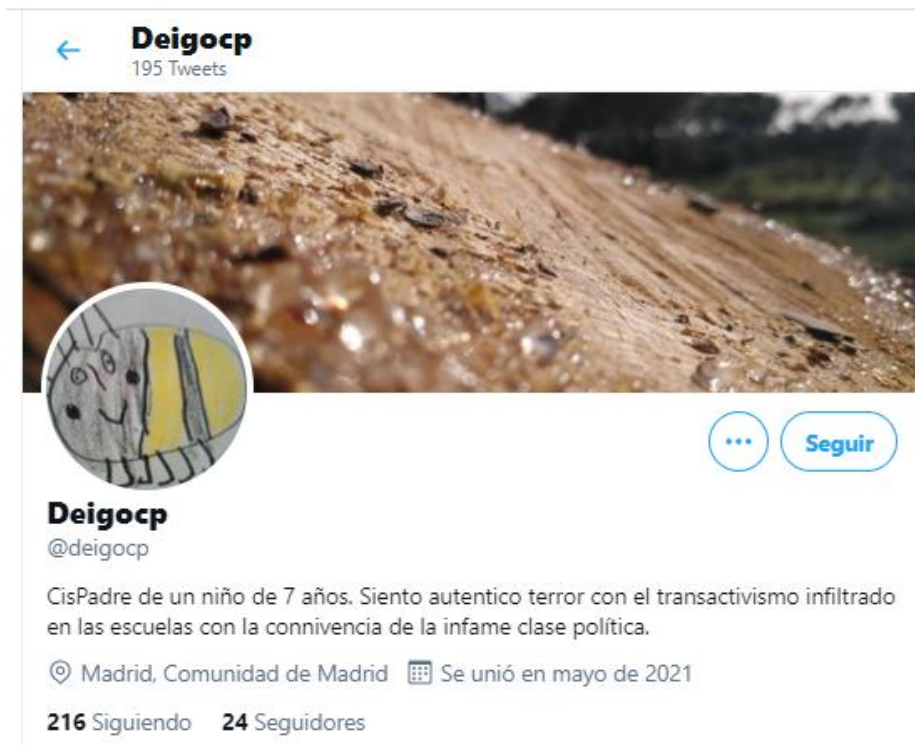 Deigocp
195 Tweets
Seguir
Deigocp
@deigocp
CisPadre de un niño de 7 años. Siento autentico terror con el transactivismo infiltrado
en las escuelas con la connivencia de la infame clase política.
Madrid, Comunidad de Madrid Se unió en mayo de 2021
216 Siguiendo 24 Seguidores